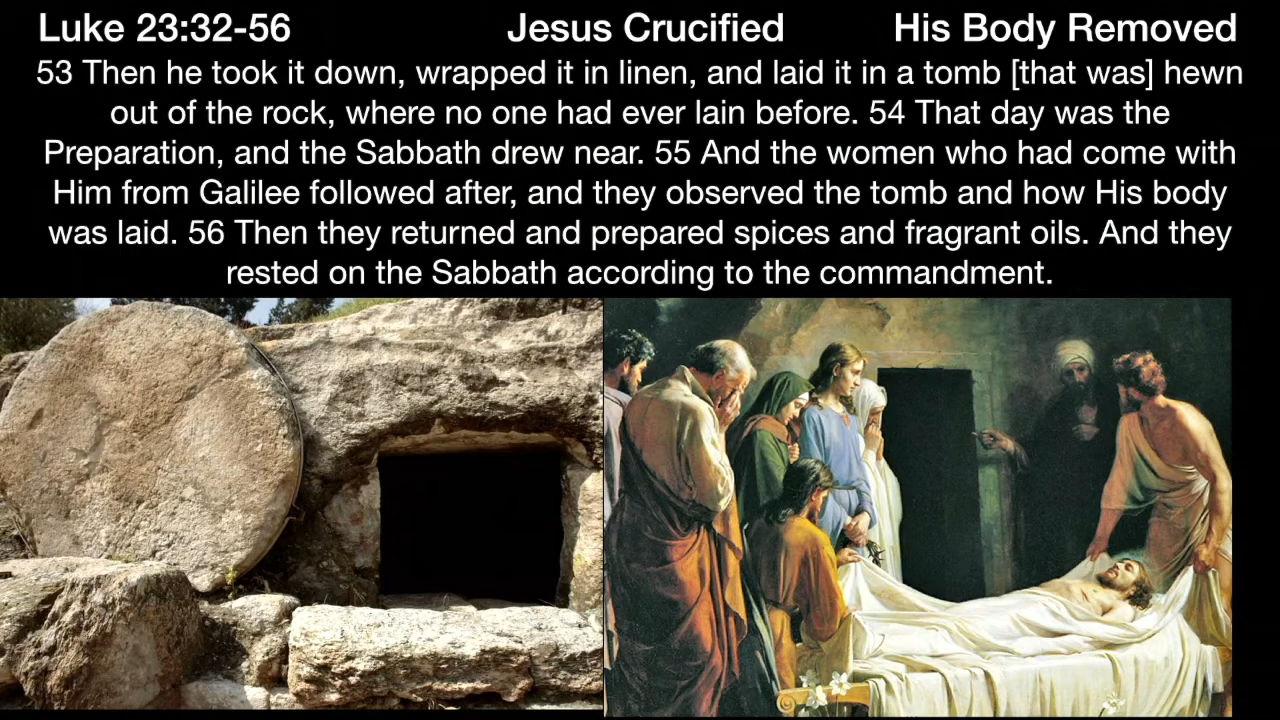 Luke 23:32-56 Jesus Crucified His Body Removed
53 Then he took it down, wrapped it in linen, and laid it in a tomb [that was] hewn
out of the rock, where no one had ever lain before. 54 That day was the
Preparation, and the Sabbath drew near. 55 And the women who had come with
Him from Galilee followed after, and they observed the tomb and how His body
was laid. 56 Then they returned and prepared spices and fragrant oils. And they
rested on the Sabbath according to the commandment.